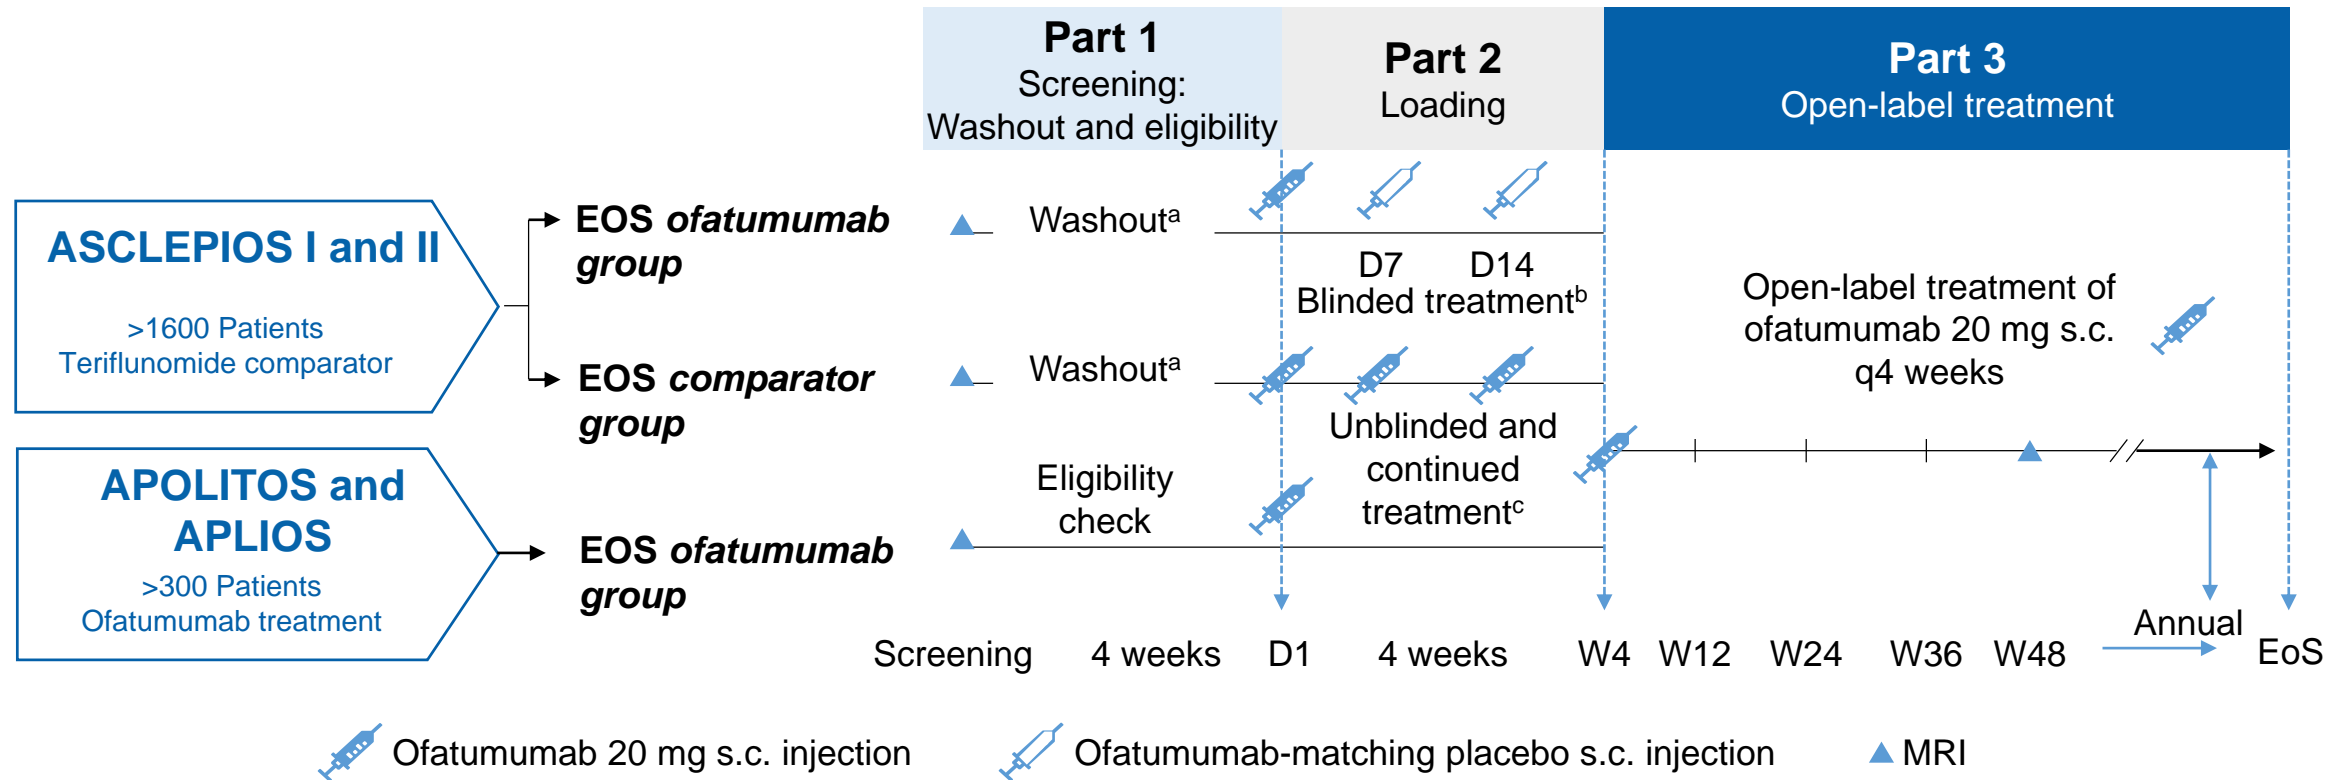 Part 1
Screening:
Washout and eligibility
Part 2
Loading
Part 3
Open-label treatment
ASCLEPIOS I and II
>1600 Patients
Teriflunomide comparator
EOS ofatumumab
group
Washoutᵃ
D7 D14
Blinded treatmentᵇ
EOS comparator
group
Washoutᵃ
Open-label treatment of
ofatumumab 20 mg s.c.
q4 weeks
APOLITOS and
APLIOS
>300 Patients
Ofatumumab treatment
EOS ofatumumab
group
Eligibility
check
Unblinded and
continued
treatmentᶜ
Screening 4 weeks D1 4 weeks W4 W12 W24 W36 W48 Annual EoS
Ofatumumab 20 mg s.c. injection
Ofatumumab-matching placebo s.c. injection
MRI